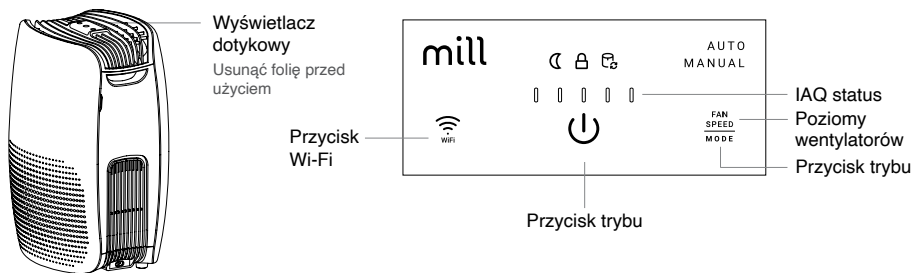 Wyświetlacz
dotykowy
Usunąć folię przed
użyciem
mill
AUTO
MANUAL
IAQ status
WiFi
FAN
SPEED
MODE
Poziomy
wentylatorów
Przycisk
Wi-Fi
Przycisk trybu
Przycisk trybu